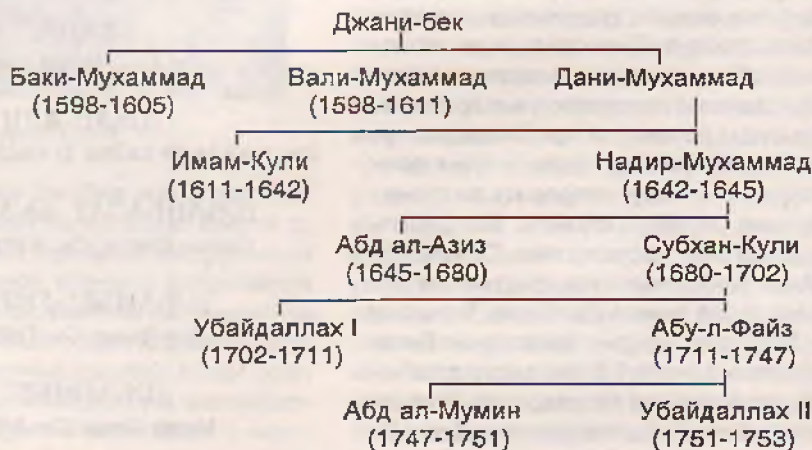 Джани-бек
Баки-Мухаммад Вали-Мухаммад Дани-Мухаммад
(1598-1605) (1598-1611)
Имам-Кули Надир-Мухаммад
(1611-1642) (1642-1645)
Абд ал-Азиз Субхан-Кули
(1645-1680) (1680-1702)
Убайдаллах I Абу-л-Файз
(1702-1711) (1711-1747)
Абд ал-Мумин Убайдаллах II
(1747-1751) (1751-1753)